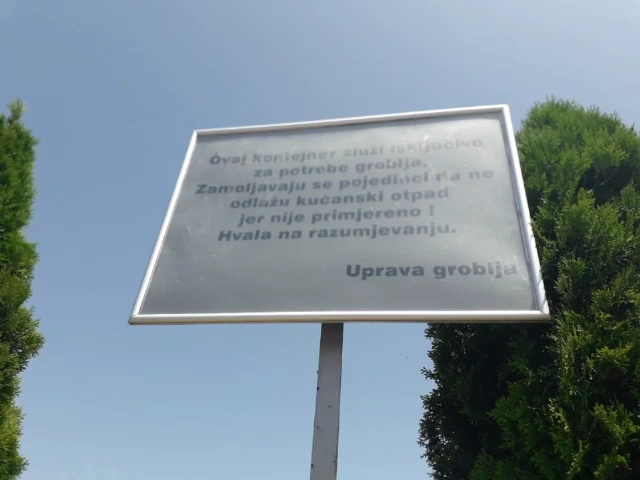 Ovaj kontejner služi isključivo
za potrebe groblja.
Zamoljavaju se pojedinci da ne
odlažu kućanski otpad
jer nije primjereno !
Hvala na razumjevanju.
Uprava groblja